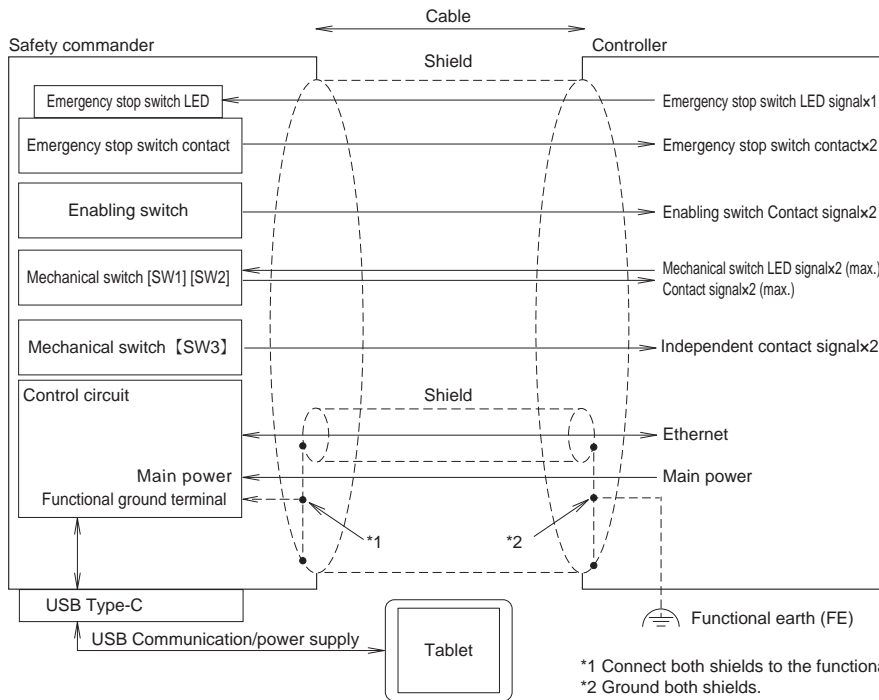 Cable
Safety commander
Controller
Shield
Emergency stop switch LED
Emergency stop switch LED signal×1
Emergency stop switch contact
Emergency stop switch contact×2
Enabling switch
Enabling switch Contact signal×2
Mechanical switch [SW1] [SW2]
Mechanical switch LED signal×2 (max.)
Contact signal×2 (max.)
Mechanical switch【SW3】
Independent contact signal×2
Control circuit
Shield
Ethernet
Main power
Main power
Functional ground terminal
*1
*2
USB Type-C
Functional earth (FE)
USB Communication/power supply
Tablet
*1 Connect both shields to the functional
*2 Ground both shields.